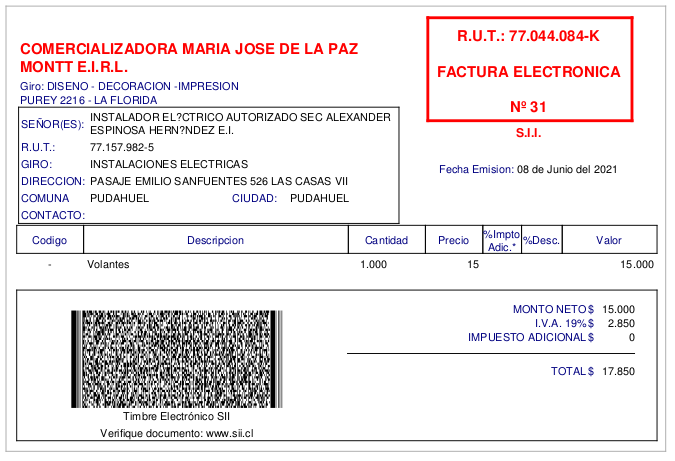 COMERCIALIZADORA MARIA JOSE DE LA PAZ
MONTT E.I.R.L.
Giro: DISENO - DECORACION -IMPRESION
PUREY 2216 - LA FLORIDA
R.U.T.: 77.044.084-K
FACTURA ELECTRONICA
Nº 31
S.I.I.
Fecha Emision: 08 de Junio del 2021
SEÑOR(ES): INSTALADOR EL?CTRICO AUTORIZADO SEC ALEXANDER
ESPINOSA HERN?NDEZ E.I.
R.U.T.: 77.157.982-5
GIRO: INSTALACIONES ELECTRICAS
DIRECCION: PASAJE EMILIO SANFUENTES 526 LAS CASAS VII
COMUNA PUDAHUEL CIUDAD: PUDAHUEL
CONTACTO:
Codigo Descripcion Cantidad Precio %Impto Adic.* %Desc. Valor
- Volantes 1.000 15 15.000
MONTO NETO $ 15.000
I.V.A. 19% $ 2.850
IMPUESTO ADICIONAL $ 0
TOTAL $ 17.850
Timbre Electrónico SII
Verifique documento: www.sii.cl